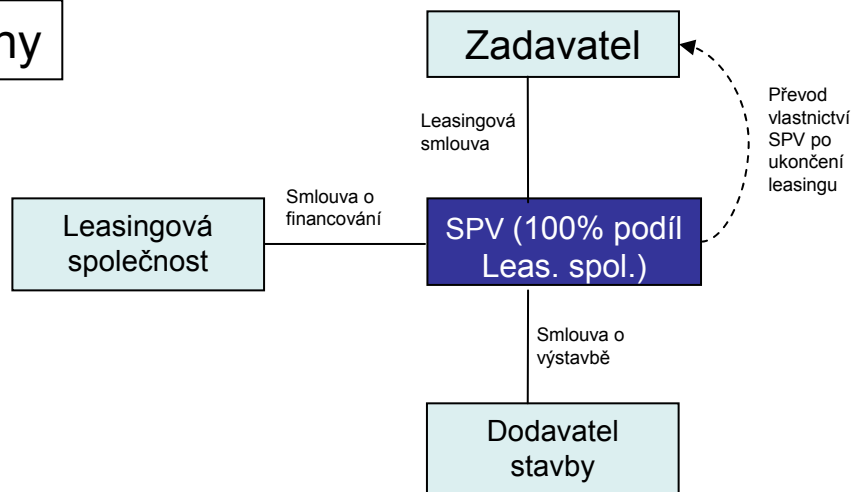 Zadavatel
Převod
vlastnictví
SPV po
ukončení
leasingu
Leasingová
smlouva
Smlouva o
financování
Leasingová
společnost
SPV (100% podíl
Leas. spol.)
Smlouva o
výstavbě
Dodavatel
stavby